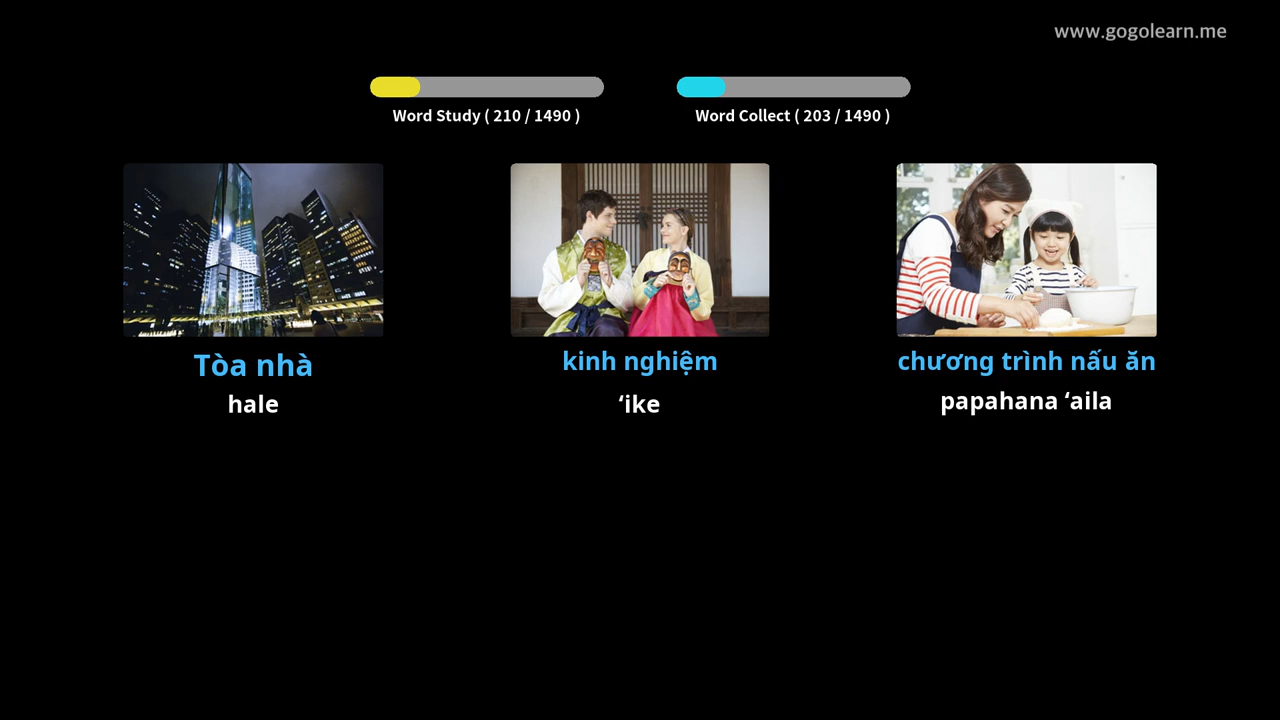 www.gogolearn.me
Word Study ( 210 / 1490 )
Word Collect ( 203 / 1490 )
Tòa nhà
hale
kinh nghiệm
ʻike
chương trình nấu ăn
papahana ʻaila